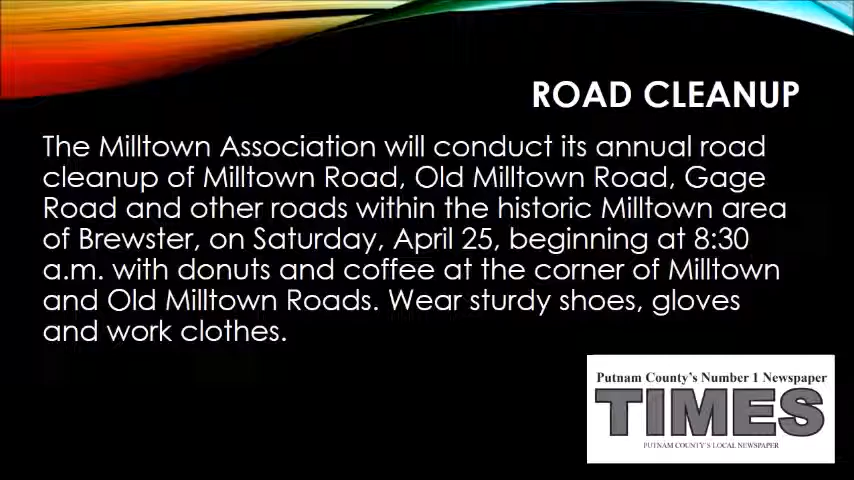 ROAD CLEANUP
The Milltown Association will conduct its annual road
cleanup of Milltown Road, Old Milltown Road, Gage
Road and other roads within the historic Milltown area
of Brewster, on Saturday, April 25, beginning at 8:30
a.m. with donuts and coffee at the corner of Milltown
and Old Milltown Roads. Wear sturdy shoes, gloves
and work clothes.
Putnam County's Number 1 Newspaper
TIMES
PUTNAM COUNTY'S LOCAL NEWSPAPER